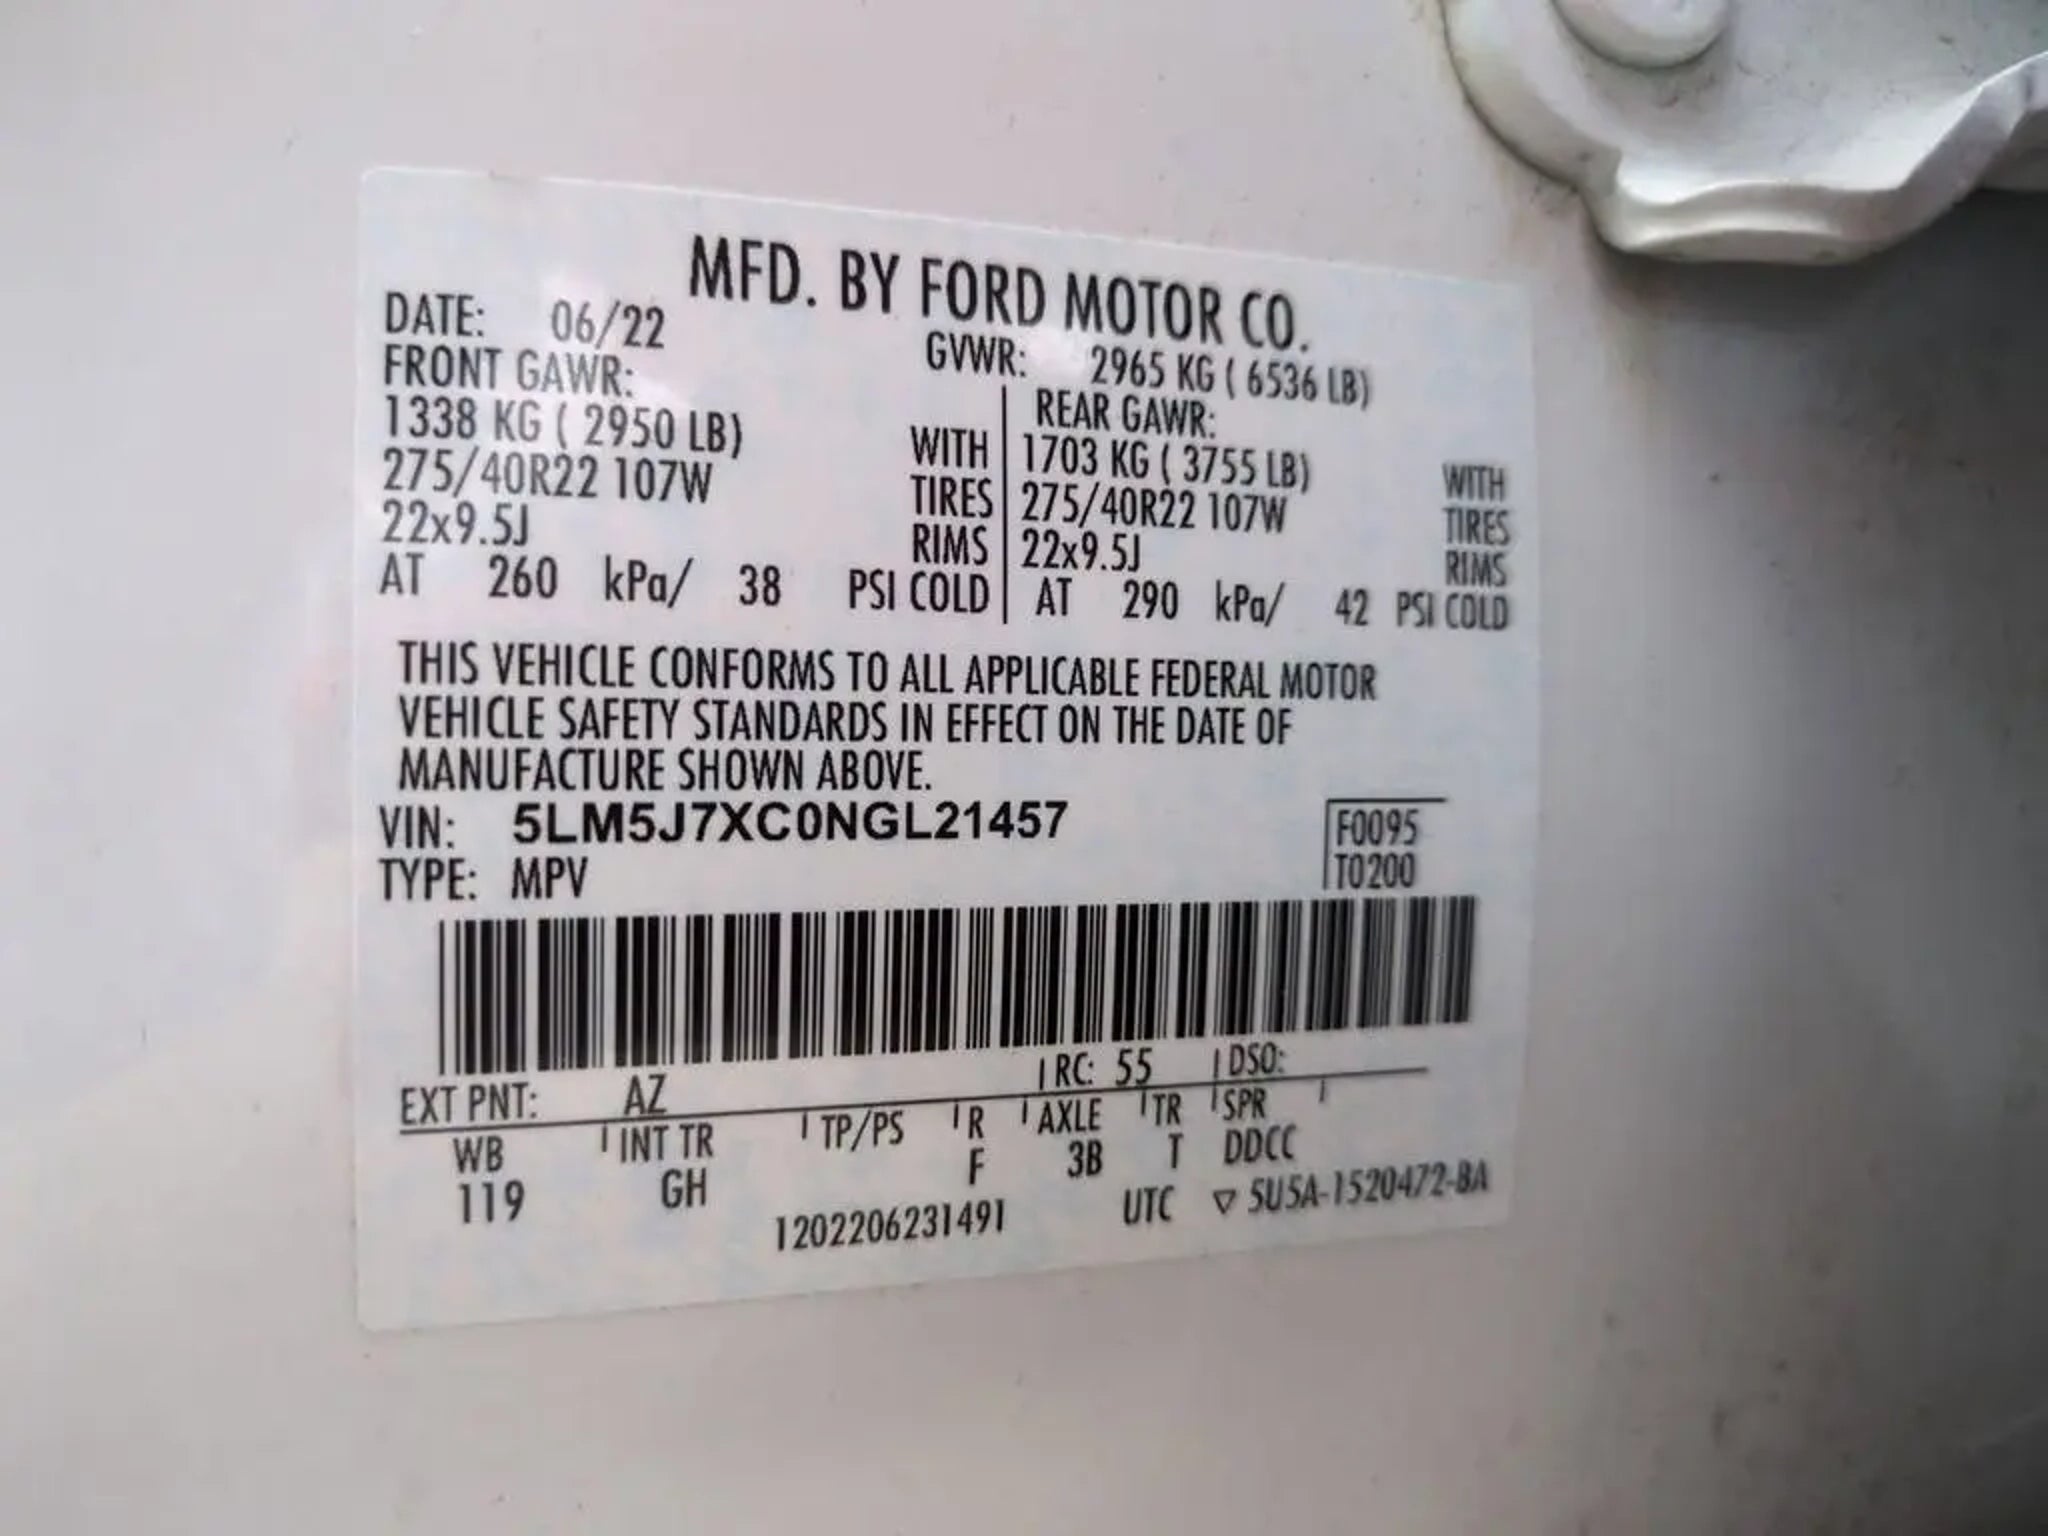 MFD. BY FORD MOTOR CO.
DATE: 06/22 GVWR: 2965 KG ( 6536 LB)
FRONT GAWR: REAR GAWR:
1338 KG ( 2950 LB) WITH 1703 KG ( 3755 LB) WITH
275/40R22 107W TIRES 275/40R22 107W TIRES
22x9.5J RIMS 22x9.5J RIMS
AT 260 kPa/ 38 PSI COLD AT 290 kPa/ 42 PSI COLD
THIS VEHICLE CONFORMS TO ALL APPLICABLE FEDERAL MOTOR
VEHICLE SAFETY STANDARDS IN EFFECT ON THE DATE OF
MANUFACTURE SHOWN ABOVE.
VIN: 5LM5J7XC0NGL21457 F0095
TYPE: MPV T0200
EXT PNT: AZ RC: 55 DSO:
WB INT TR TP/PS R AXLE TR SPR
119 GH F 3B T DDCC
1202206231491 UTC ▽ 5U5A-1520472-BA